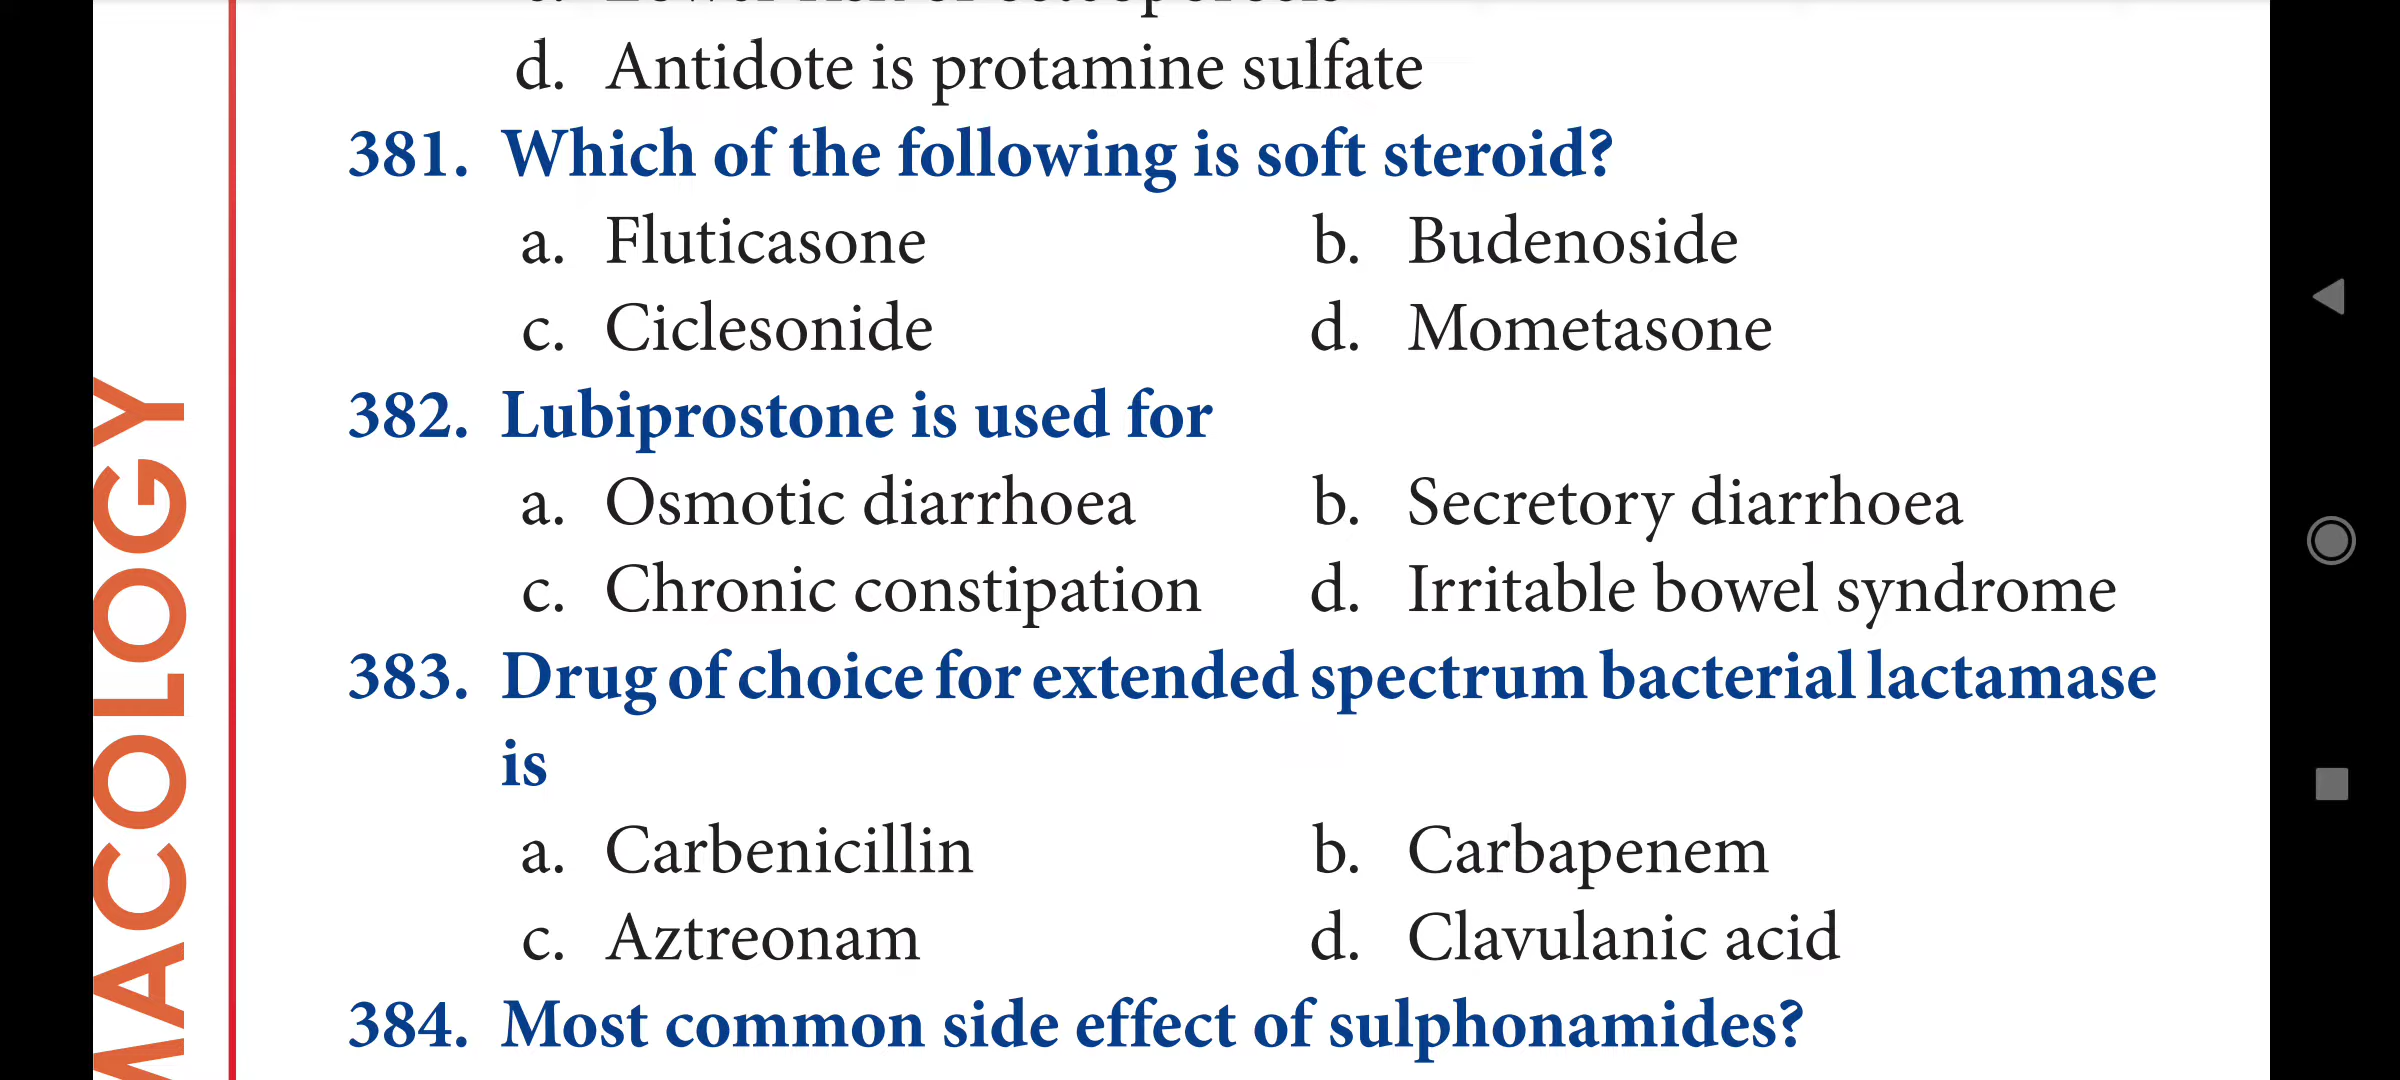 d. Antidote is protamine sulfate
381. Which of the following is soft steroid?
a. Fluticasone b. Budenoside
c. Ciclesonide d. Mometasone
382. Lubiprostone is used for
a. Osmotic diarrhoea b. Secretory diarrhoea
c. Chronic constipation d. Irritable bowel syndrome
383. Drug of choice for extended spectrum bacterial lactamase
is
a. Carbenicillin b. Carbapenem
c. Aztreonam d. Clavulanic acid
384. Most common side effect of sulphonamides?
MACOLOGY